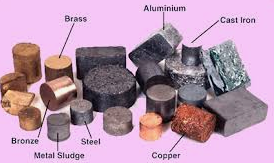 Aluminium
Brass
Cast Iron
Bronze
Steel
Metal Sludge
Copper